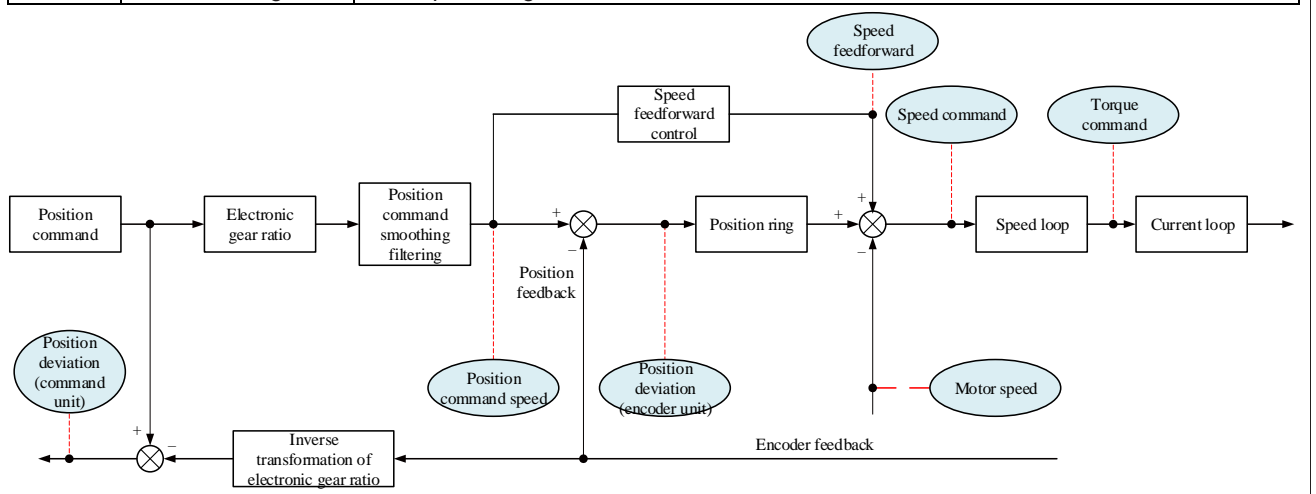 Speed
feedforward
Speed
feedforward
control
Speed command
Torque
command
Position
command
Electronic
gear ratio
Position
command
smoothing
filtering
+
−
Position ring
+
+
−
Speed loop
Current loop
Position
feedback
Position
deviation
(command
unit)
Position
command speed
Position
deviation
(encoder unit)
Motor speed
+
−
Inverse
transformation of
electronic gear ratio
Encoder feedback